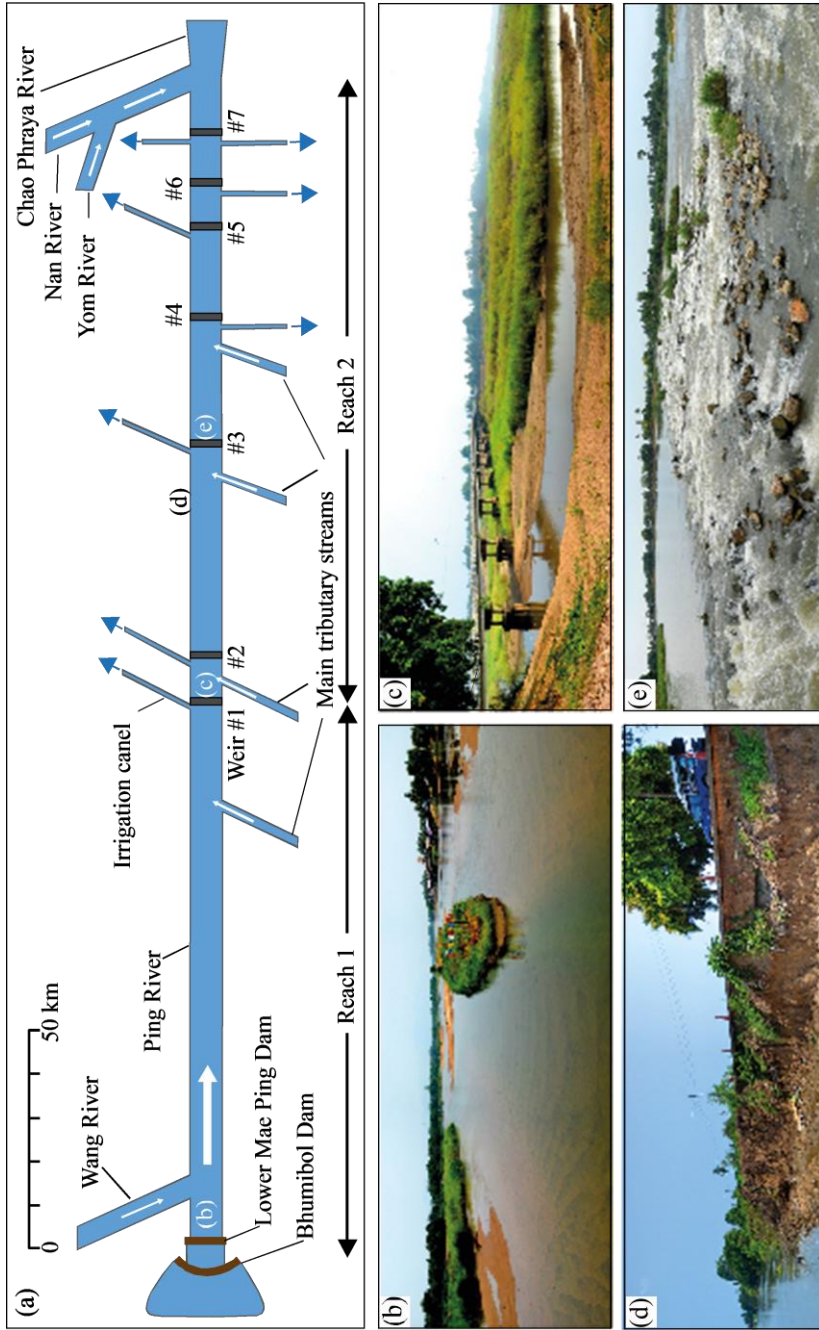 (a)
0
50 km
Wang River
Ping River
Irrigation canel
Nan River
Yom River
Chao Phraya River
(b)
(c)
(d)
(e)
Weir #1
#2
#3
#4
#5
#6
#7
Lower Mae Ping Dam
Bhumibol Dam
Main tributary streams
Reach 1
Reach 2
(b)
(c)
(d)
(e)